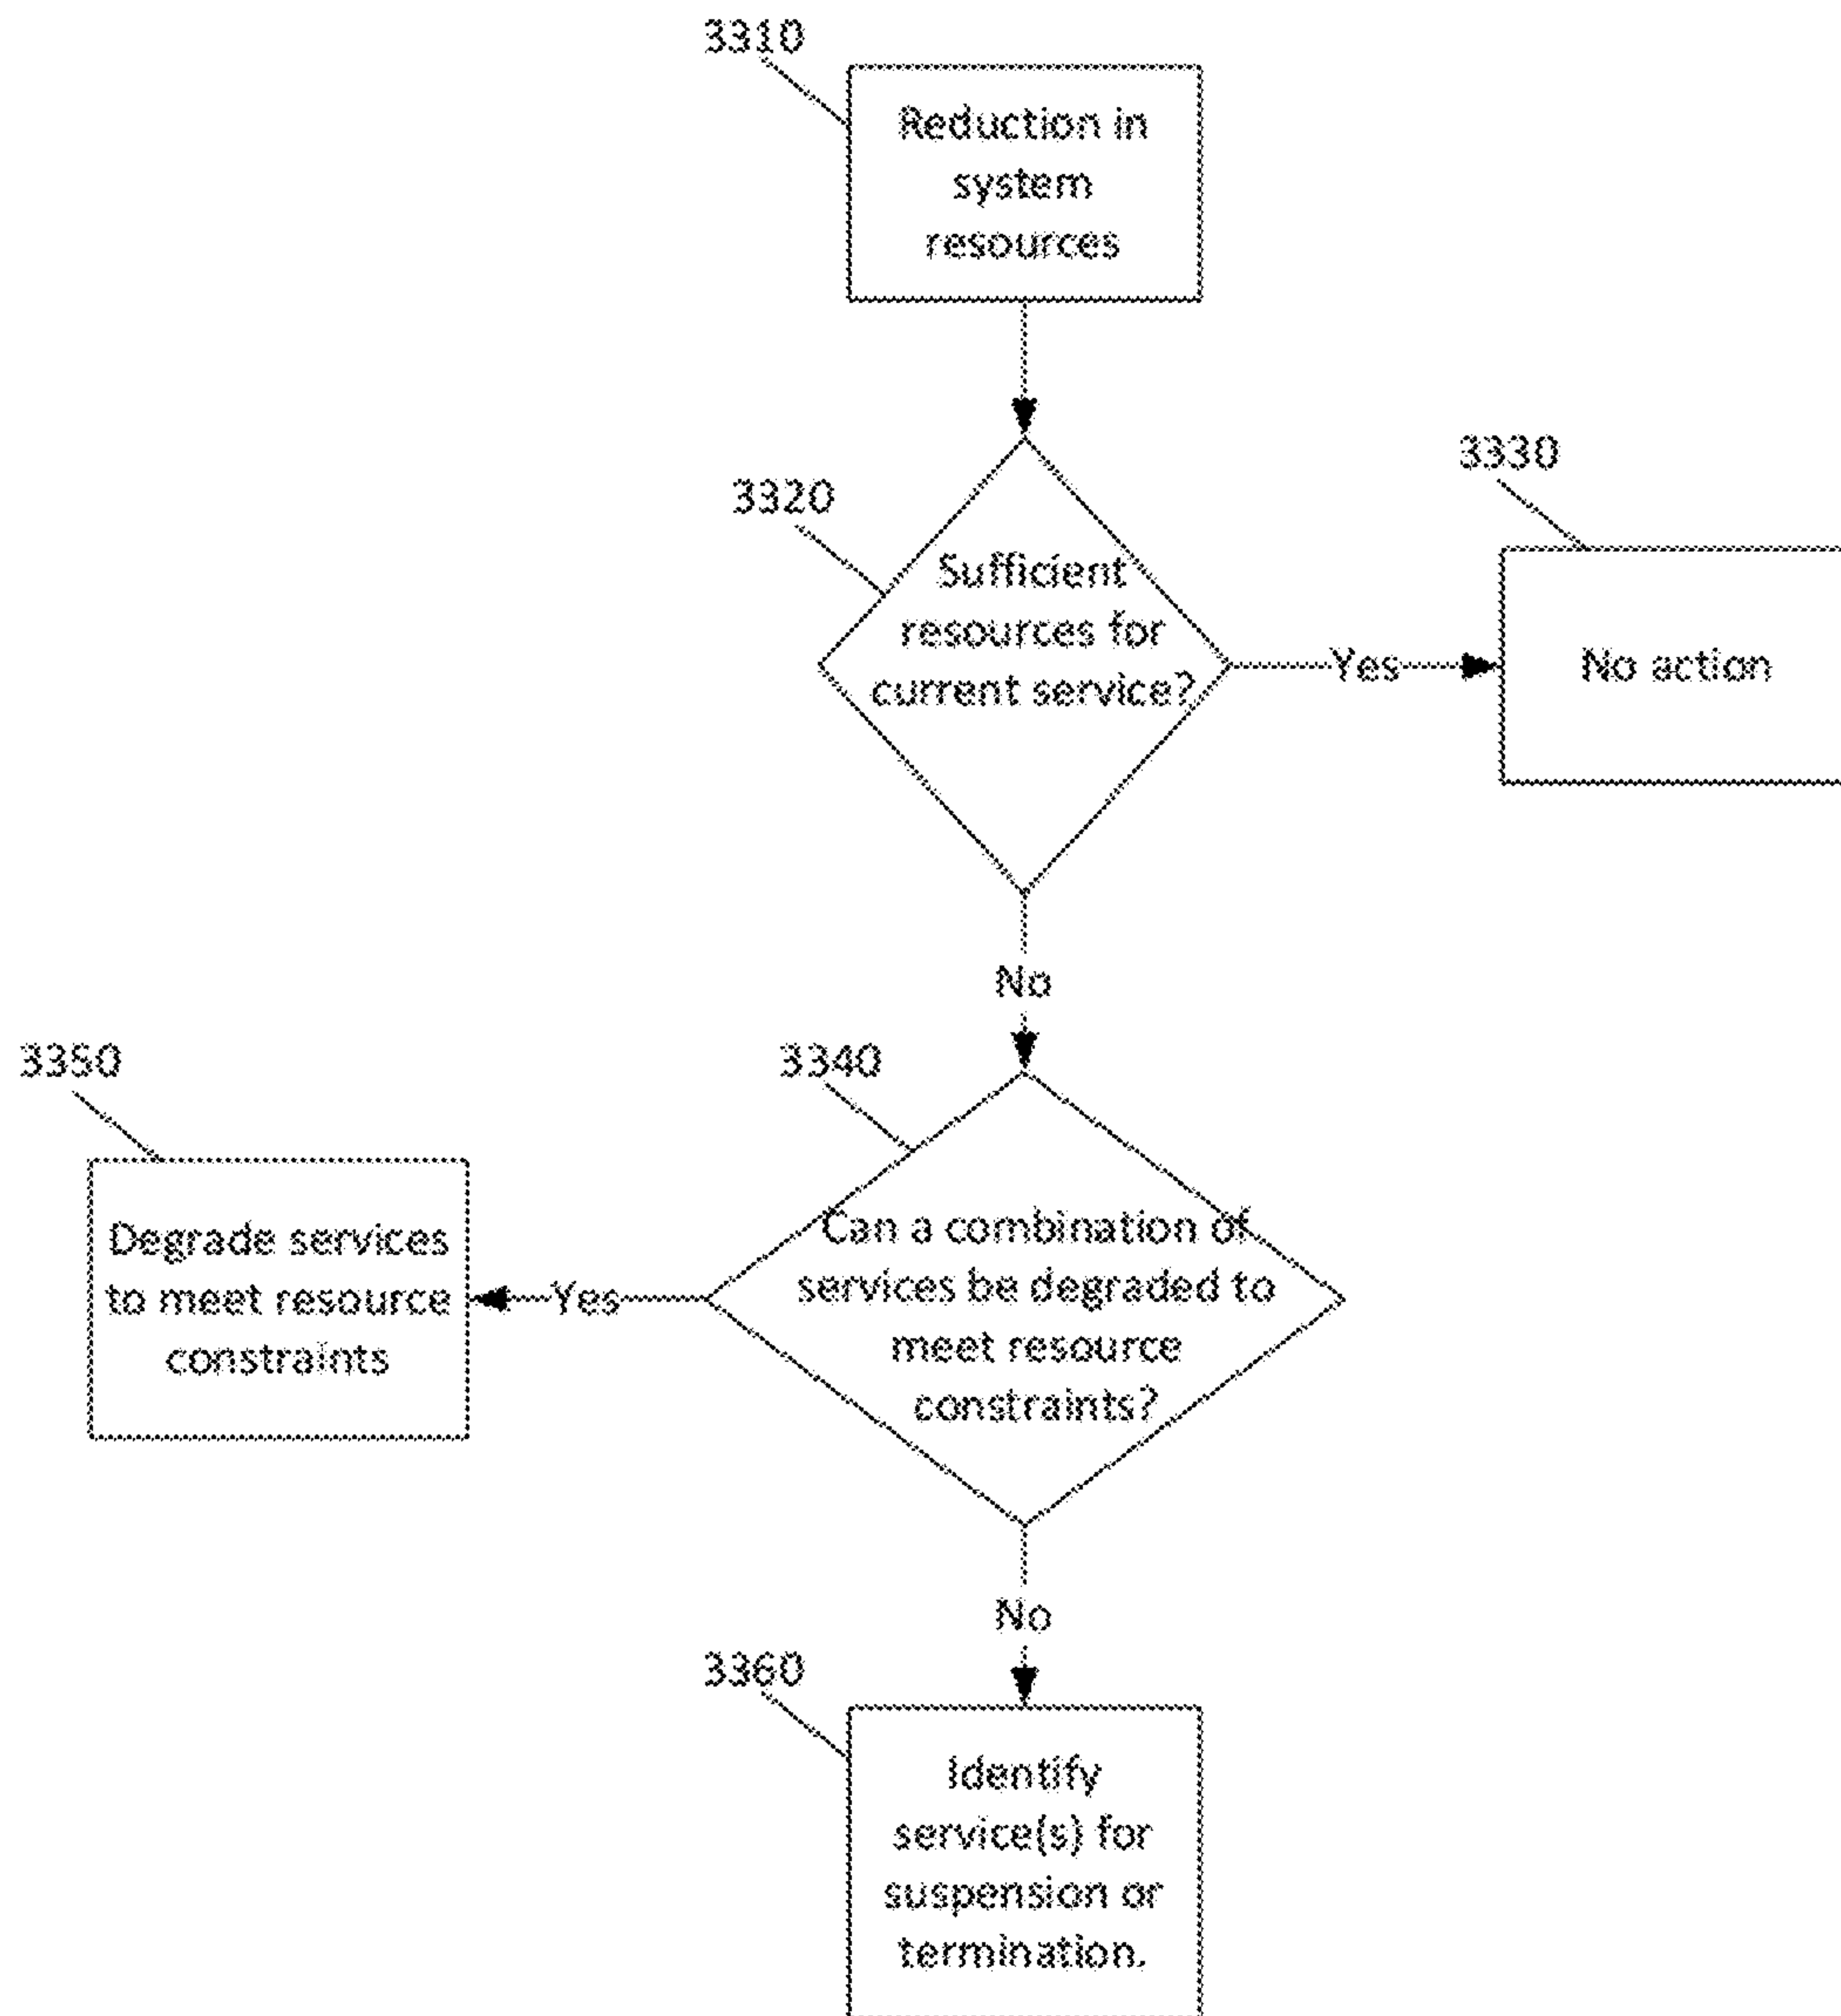 3310
Reduction in
system
resources
3320
Sufficient
resources for
current service?
Yes
3330
No action
No
3340
Can a combination of
services be degraded to
meet resource
constraints?
Yes
3350
Degrade services
to meet resource
constraints
No
3360
Identify
service(s) for
suspension or
termination.